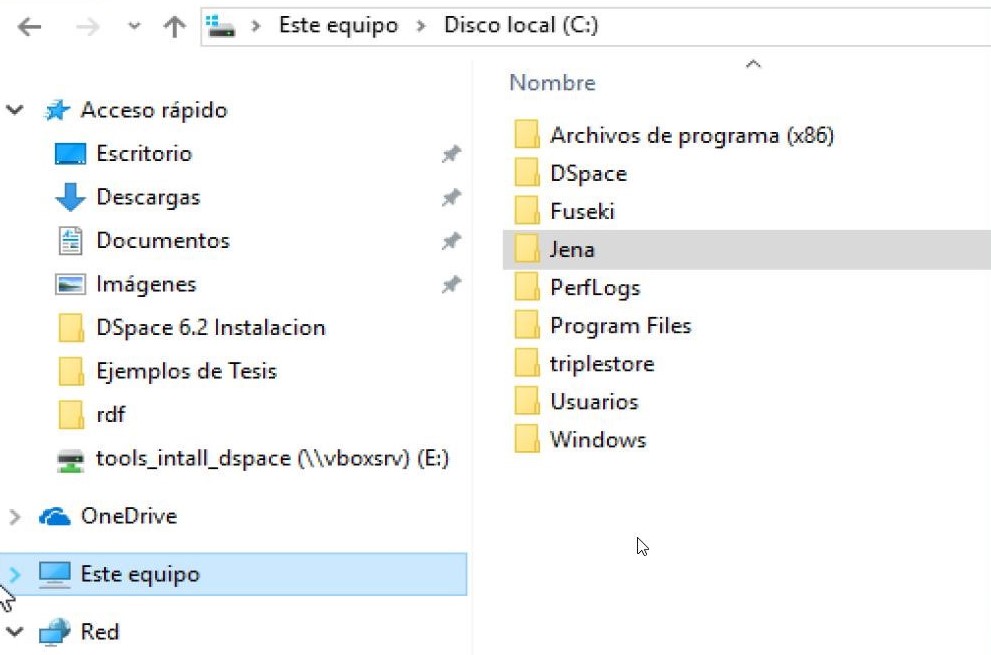 Este equipo > Disco local (C:)
Acceso rápido
Escritorio
Descargas
Documentos
Imágenes
DSpace 6.2 Instalacion
Ejemplos de Tesis
rdf
tools_intall_dspace (\\vboxsrv) (E:)
OneDrive
Este equipo
Red
Nombre
Archivos de programa (x86)
DSpace
Fuseki
Jena
PerfLogs
Program Files
triplestore
Usuarios
Windows